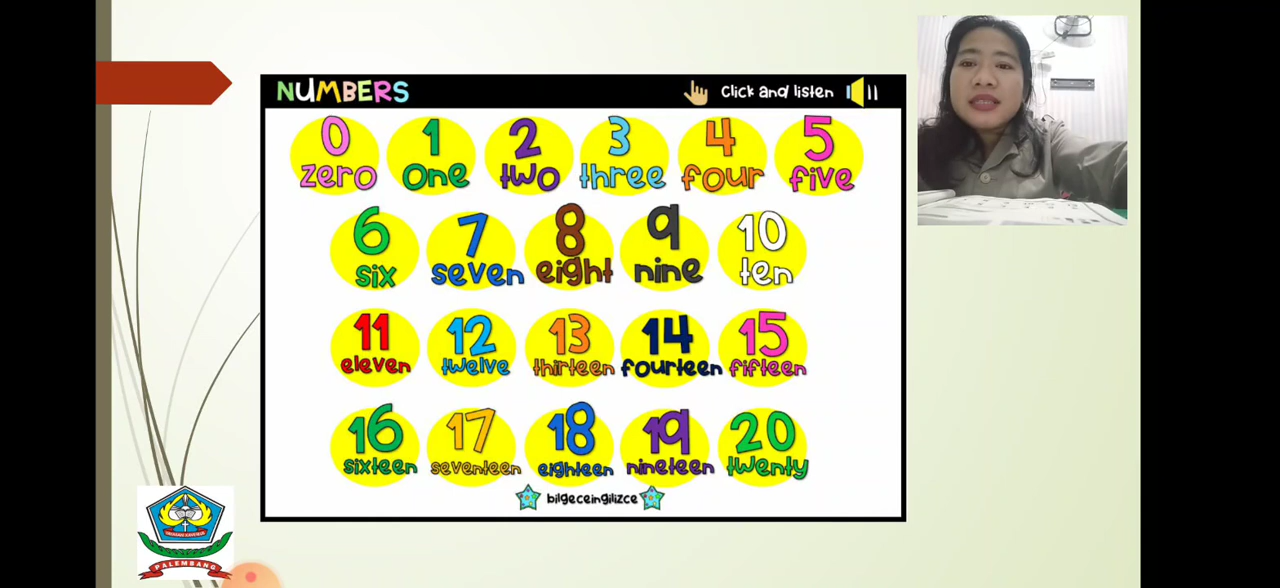 NUMBERS
Click and listen
0 1 2 3 4 5
zero one two three four five
6 7 8 9 10
six seven eight nine ten
11 12 13 14 15
eleven twelve thirteen fourteen fifteen
16 17 18 19 20
sixteen seventeen eighteen nineteen twenty
bilgeceingilizce
PALEMBANG